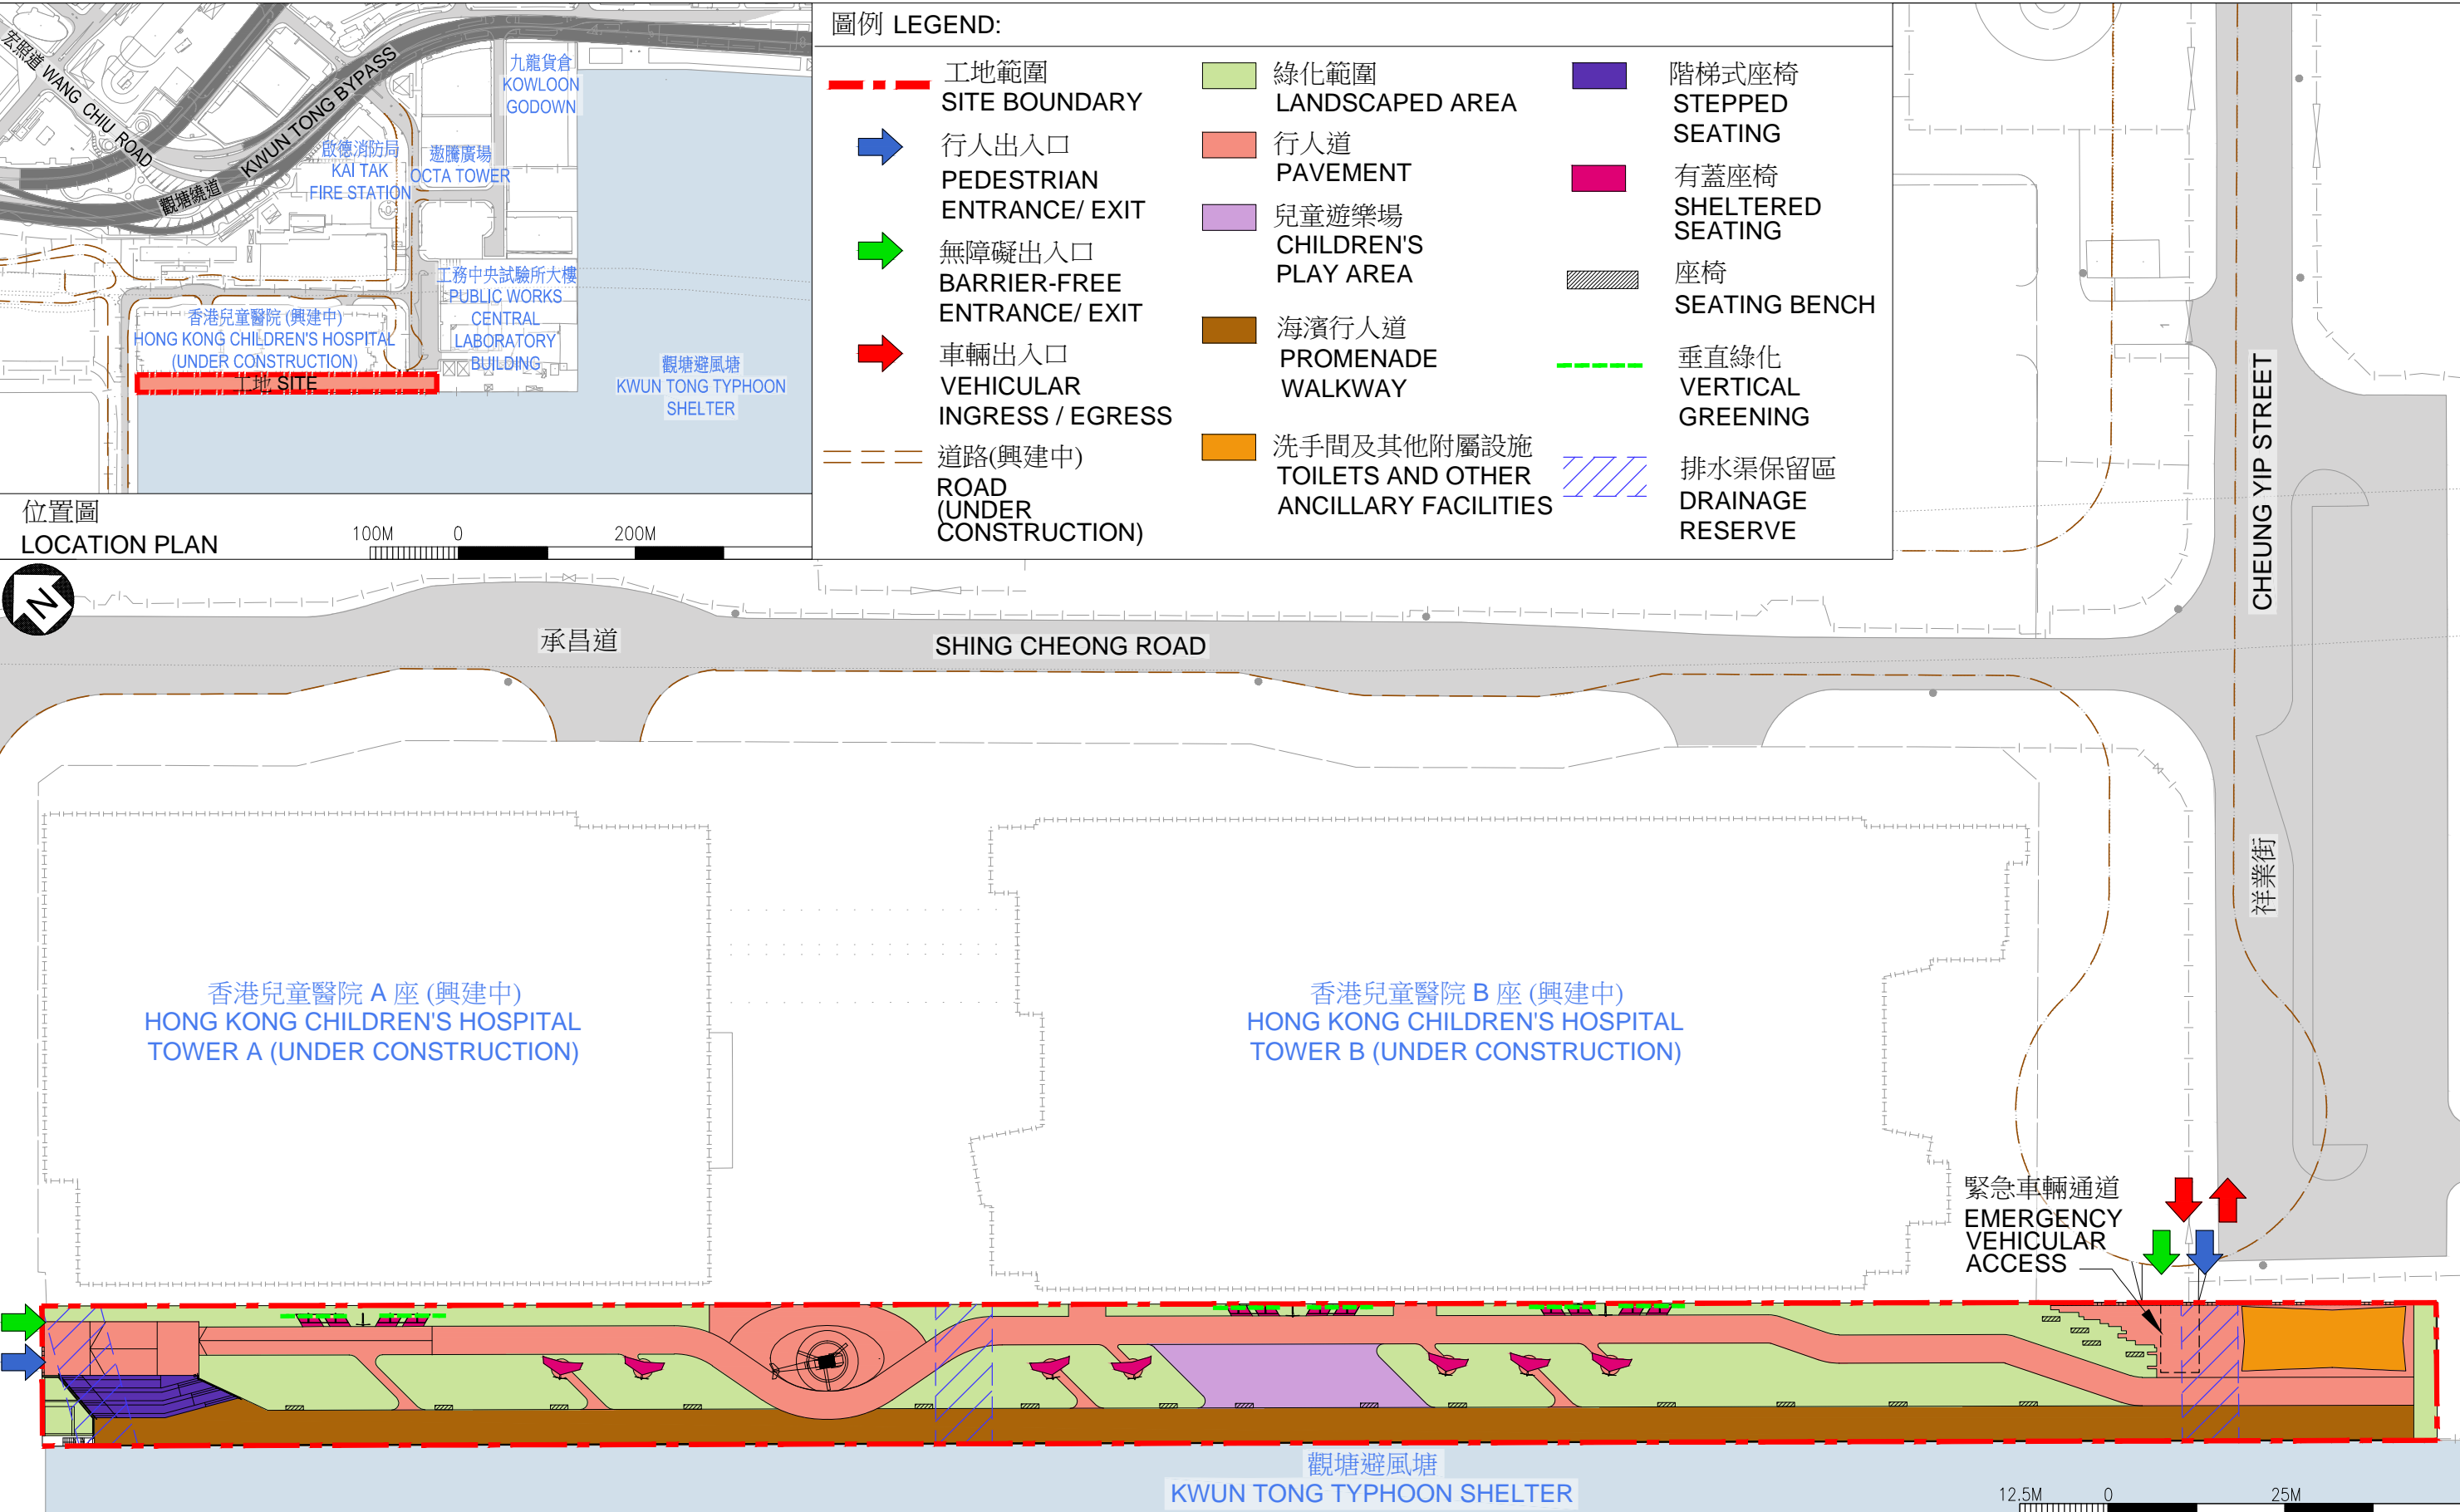 宏照道 WANG CHIU ROAD
KWUN TONG BYPASS
觀塘繞道
九龍貨倉
KOWLOON
GODOWN
啟德消防局
KAI TAK
FIRE STATION
遨騰廣場
OCTA TOWER
工務中央試驗所大樓
PUBLIC WORKS
CENTRAL
LABORATORY
BUILDING
香港兒童醫院 (興建中)
HONG KONG CHILDREN'S HOSPITAL
(UNDER CONSTRUCTION)
工地 SITE
觀塘避風塘
KWUN TONG TYPHOON
SHELTER
位置圖
LOCATION PLAN
100M 0 200M
圖例 LEGEND:
工地範圍
SITE BOUNDARY
行人出入口
PEDESTRIAN
ENTRANCE/ EXIT
無障礙出入口
BARRIER-FREE
ENTRANCE/ EXIT
車輛出入口
VEHICULAR
INGRESS / EGRESS
道路(興建中)
ROAD
(UNDER
CONSTRUCTION)
綠化範圍
LANDSCAPED AREA
行人道
PAVEMENT
兒童遊樂場
CHILDREN'S
PLAY AREA
海濱行人道
PROMENADE
WALKWAY
洗手間及其他附屬設施
TOILETS AND OTHER
ANCILLARY FACILITIES
階梯式座椅
STEPPED
SEATING
有蓋座椅
SHELTERED
SEATING
座椅
SEATING BENCH
垂直綠化
VERTICAL
GREENING
排水渠保留區
DRAINAGE
RESERVE
N
承昌道
SHING CHEONG ROAD
CHEUNG YIP STREET
祥業街
香港兒童醫院 A 座 (興建中)
HONG KONG CHILDREN'S HOSPITAL
TOWER A (UNDER CONSTRUCTION)
香港兒童醫院 B 座 (興建中)
HONG KONG CHILDREN'S HOSPITAL
TOWER B (UNDER CONSTRUCTION)
緊急車輛通道
EMERGENCY
VEHICULAR
ACCESS
觀塘避風塘
KWUN TONG TYPHOON SHELTER
12.5M 0 25M